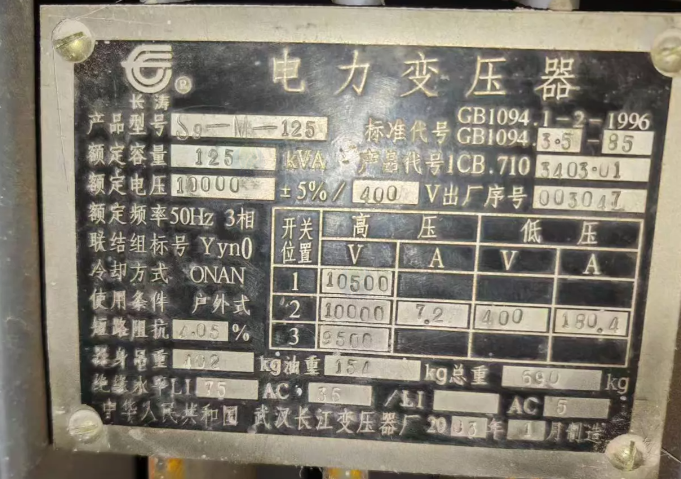 长涛
电力变压器
产品型号 S9-M-125 标准代号 GB1094.1-2-1996
GB1094.3·5-85
额定容量 125 kVA 产品代号 1CB.710 3403·01
额定电压 10000 ±5%/ 400 V 出厂序号 003047
额定频率 50Hz 3相
联结组标号 Yyn0
冷却方式 ONAN
使用条件 户外式
短路阻抗 4.05 %
开关位置 高压 低压
V A V A
1 10500
2 10000 7.2 400 180.4
3 9500
器身吊重 kg 油重 kg 总重 590 kg
绝缘水平 LI 75 AC 35 /LI AC 5
中华人民共和国 武汉长江变压器厂 20 年 1 月制造